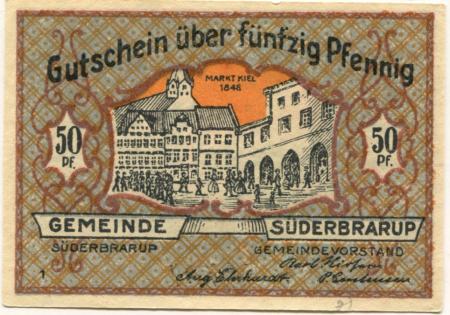 Gutschein über fünfzig Pfennig
MARKT KIEL
1848
50
PF.
50
PF.
GEMEINDE SÜDERBRARUP
SÜDERBRARUP GEMEINDEVORSTAND
1